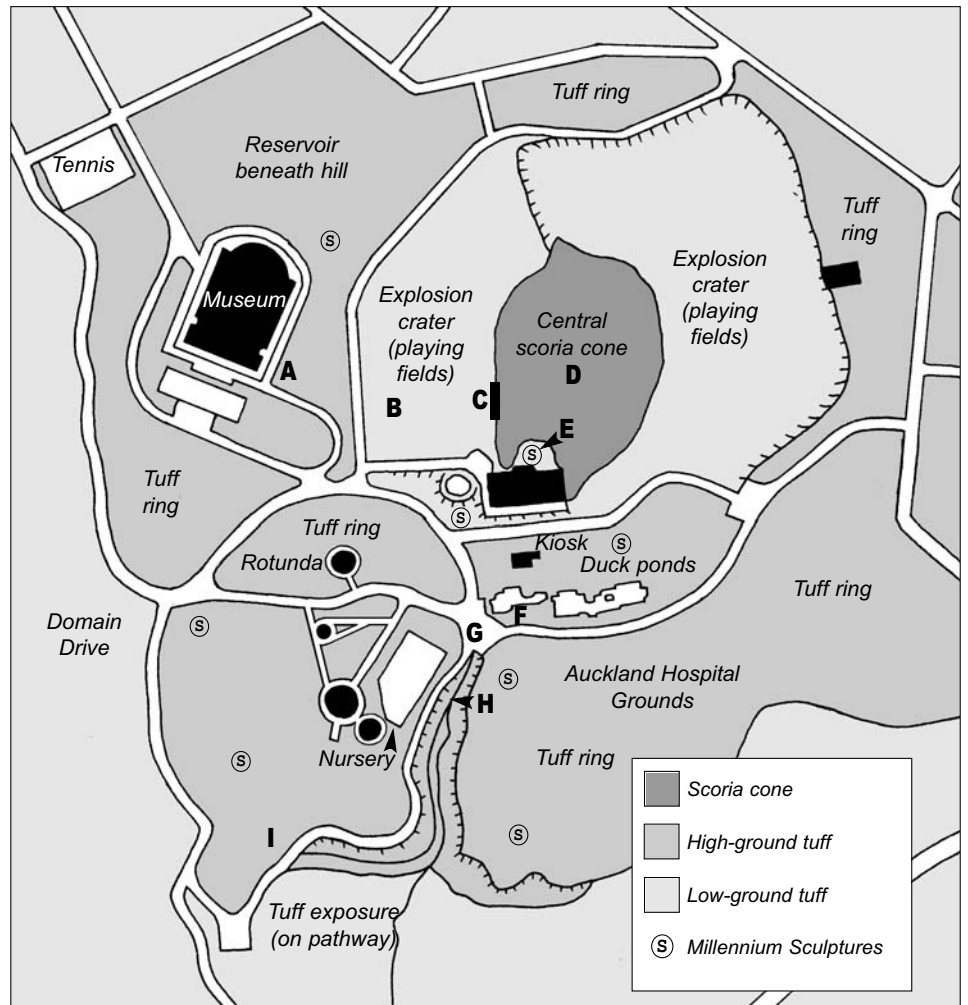 Tuff ring
Tennis
Reservoir
beneath hill
Tuff
ring
S
Museum
Explosion
crater
(playing
fields)
Explosion
crater
(playing
fields)
Central
scoria cone
A
B
C
D
E
S
Tuff
ring
S
Tuff ring
Rotunda
Kiosk
S
Duck ponds
Tuff ring
Domain
Drive
S
F
G
S
Auckland Hospital
Grounds
H
Nursery
Tuff ring
S
I
S
Tuff exposure
(on pathway)
Scoria cone
High-ground tuff
Low-ground tuff
S Millennium Sculptures